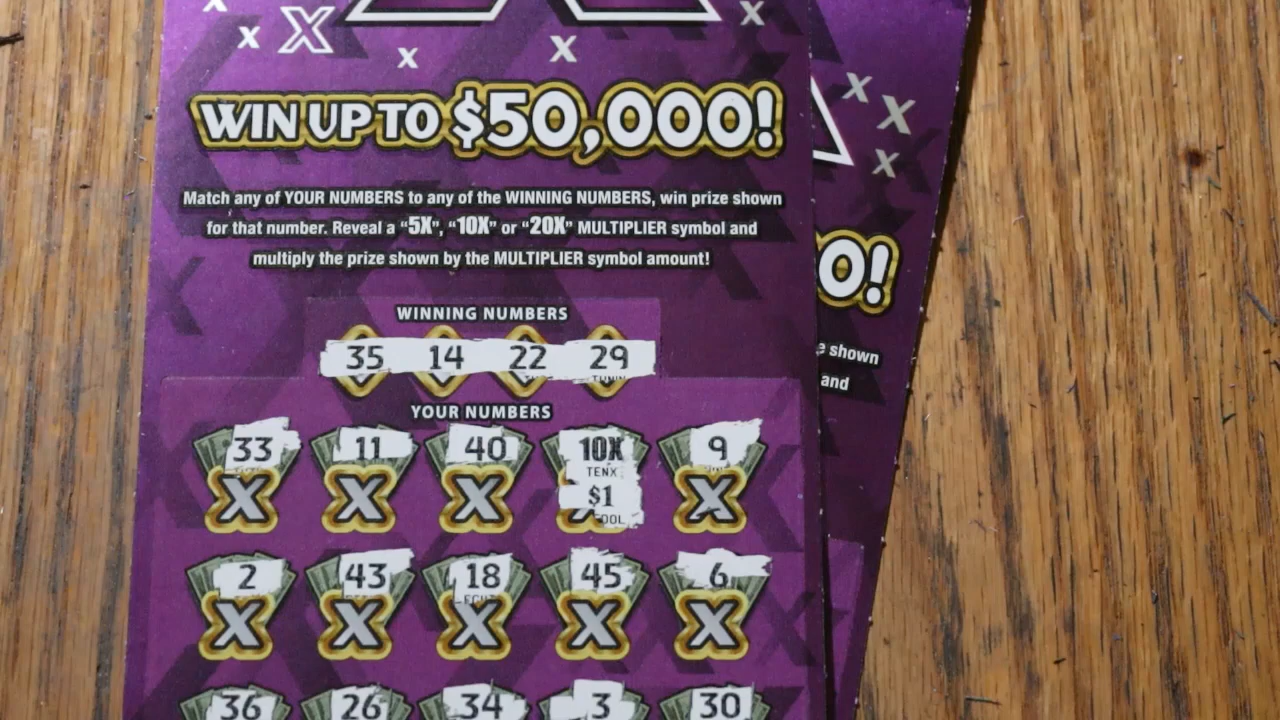 WIN UP TO $50,000!
Match any of YOUR NUMBERS to any of the WINNING NUMBERS, win prize shown
for that number. Reveal a "5X", "10X" or "20X" MULTIPLIER symbol and
multiply the prize shown by the MULTIPLIER symbol amount!
WINNING NUMBERS
35 14 22 29
YOUR NUMBERS
33 11 40 10X 9
TENX
$1
X X X X X
2 43 18 45 6
X X X X X
36 26 34 3 30
0!
shown
and